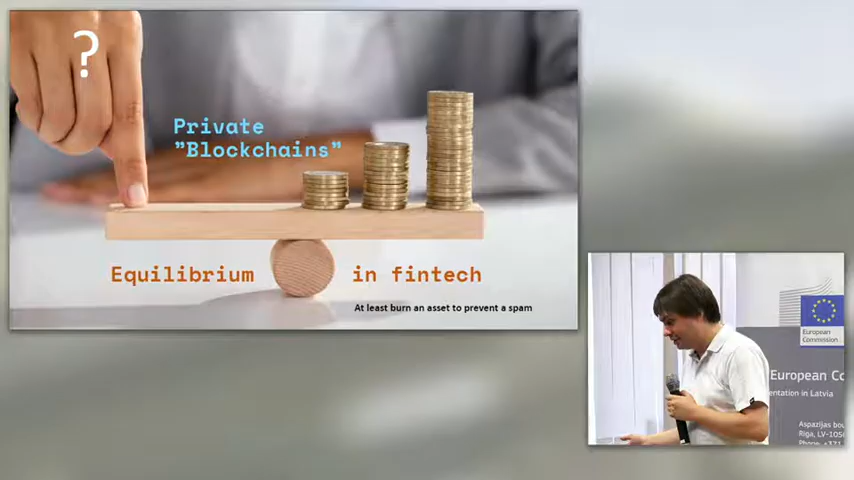 ?
Private
"Blockchains"
Equilibrium in fintech
At least burn an asset to prevent a spam
European
Commission
European Co
entation in Latvia
Aspazijas bou
Riga, LV-105
Phone: +371